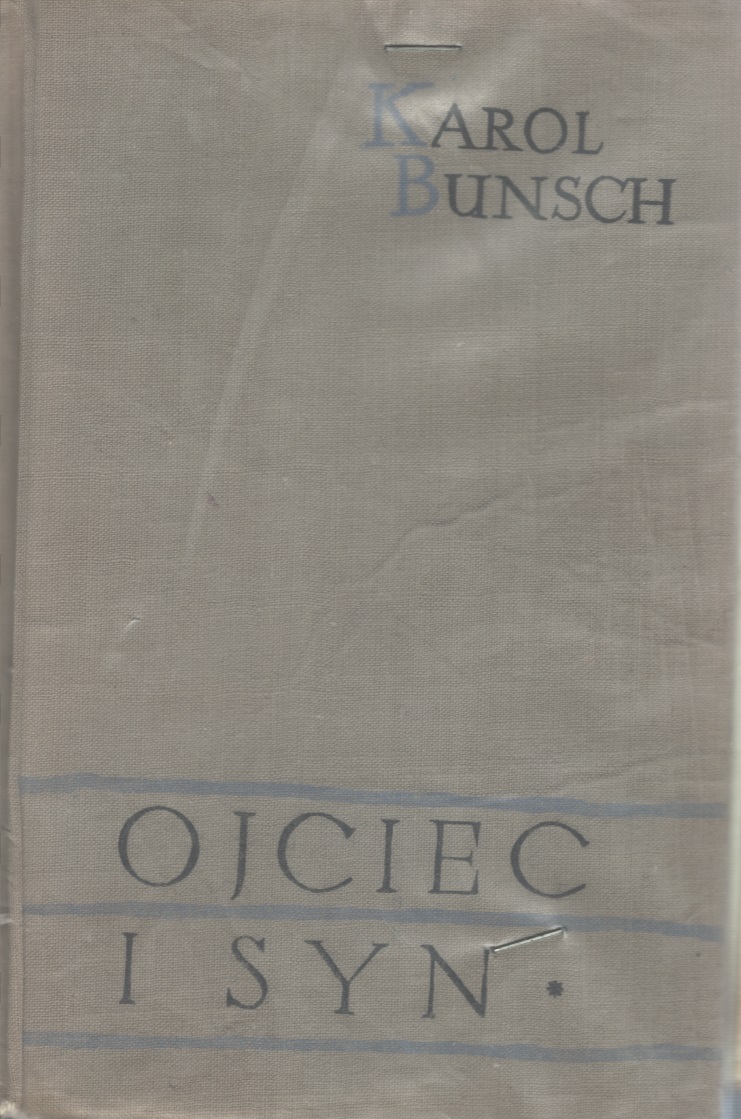 KAROL
BUNSCH
OJCIEC
I SYN *